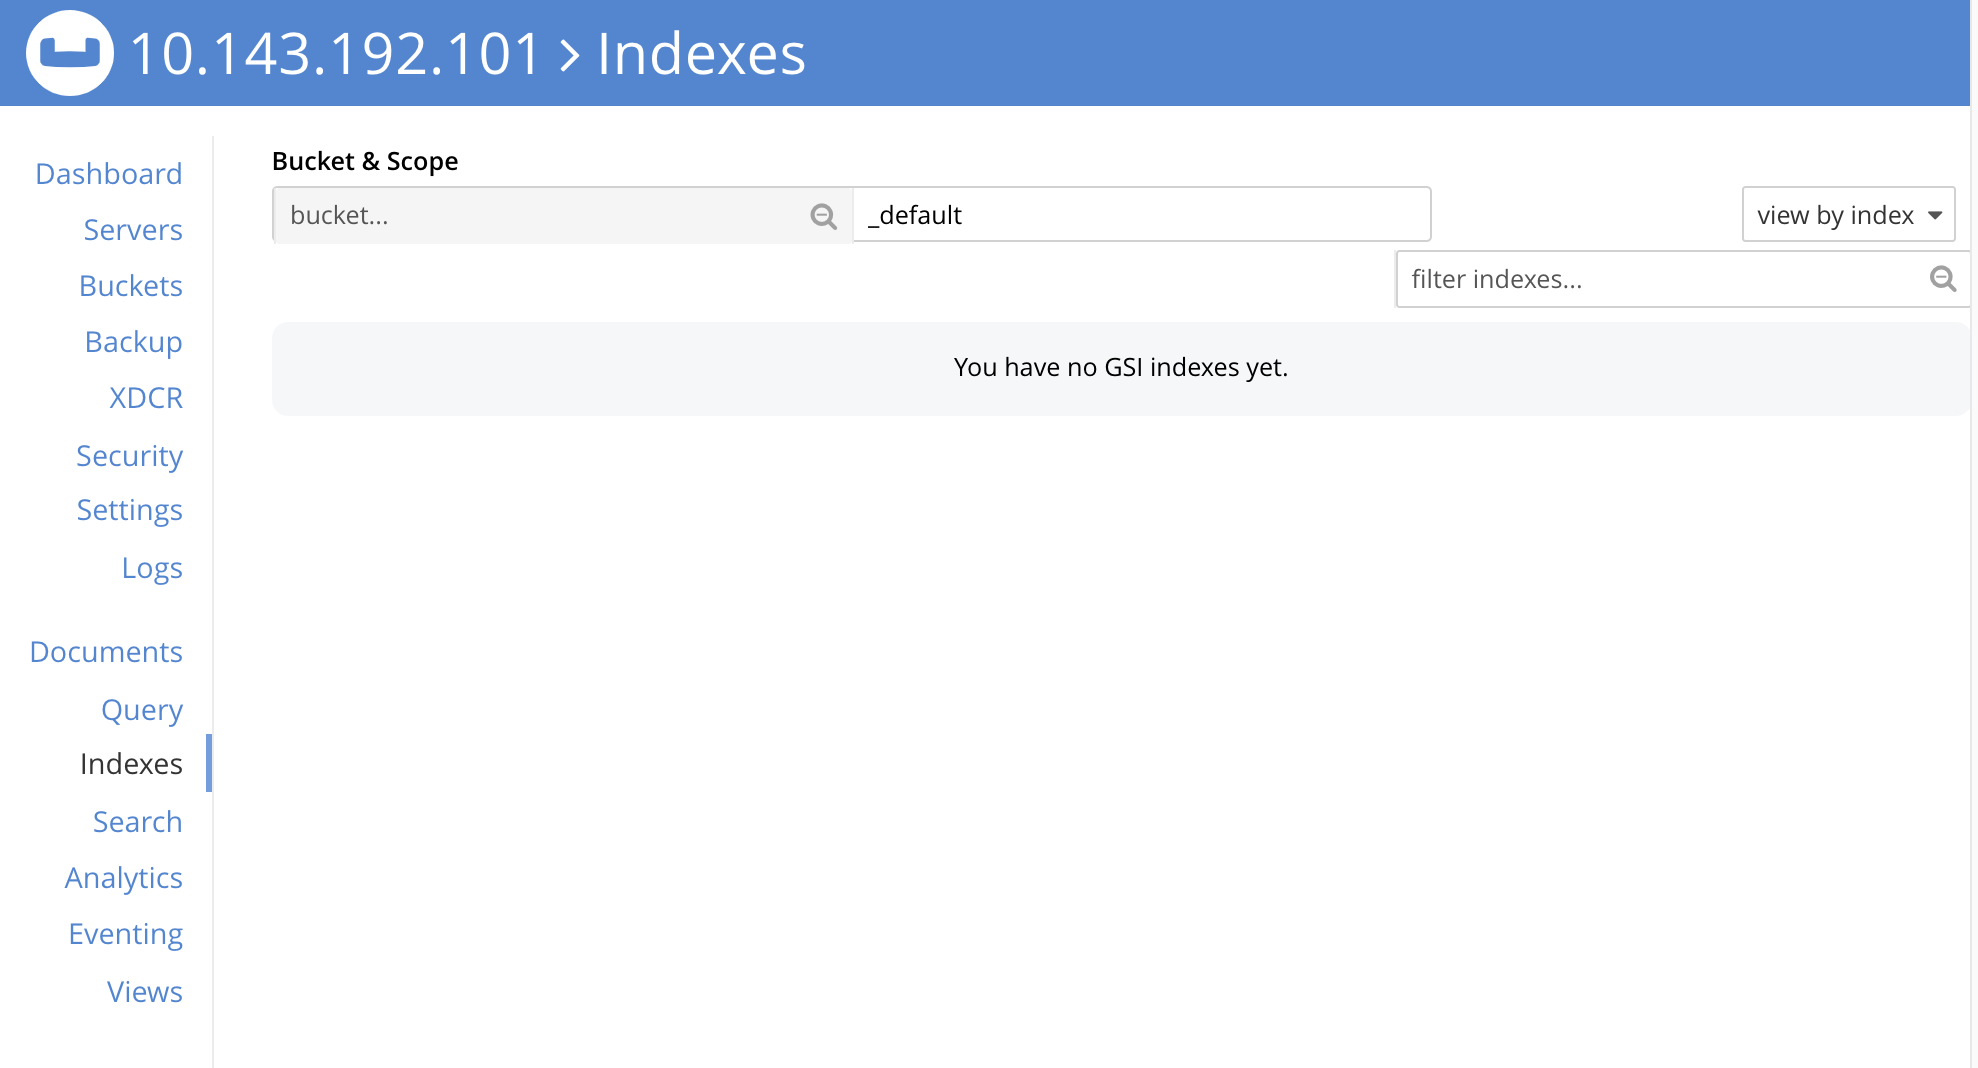 10.143.192.101 > Indexes
Dashboard
Servers
Buckets
Backup
XDCR
Security
Settings
Logs
Documents
Query
Indexes
Search
Analytics
Eventing
Views
Bucket & Scope
bucket...
_default
view by index
filter indexes...
You have no GSI indexes yet.